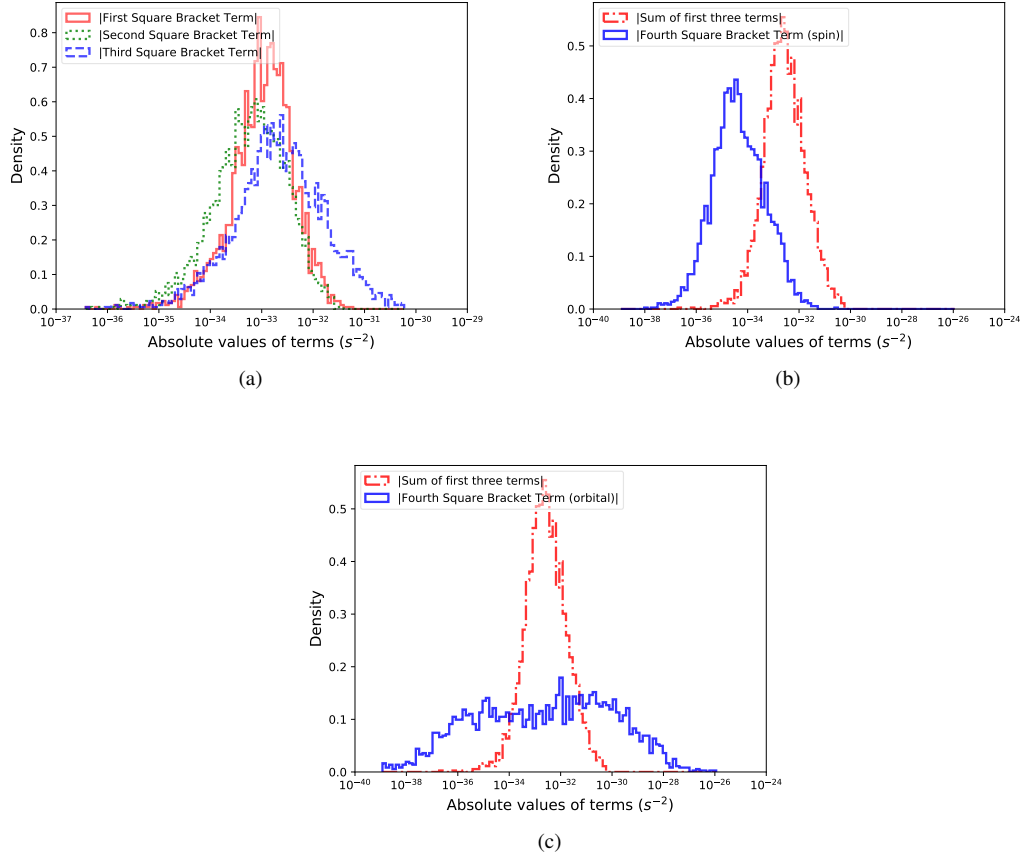 |First Square Bracket Term|
|Second Square Bracket Term|
|Third Square Bracket Term|
Density
0.8
0.7
0.6
0.5
0.4
0.3
0.2
0.1
0.0
10⁻³⁷ 10⁻³⁶ 10⁻³⁵ 10⁻³⁴ 10⁻³³ 10⁻³² 10⁻³¹ 10⁻³⁰ 10⁻²⁹
Absolute values of terms (s⁻²)
(a)
|Sum of first three terms|
|Fourth Square Bracket Term (spin)|
Density
0.5
0.4
0.3
0.2
0.1
0.0
10⁻⁴⁰ 10⁻³⁸ 10⁻³⁶ 10⁻³⁴ 10⁻³² 10⁻³⁰ 10⁻²⁸ 10⁻²⁶ 10⁻²⁴
Absolute values of terms (s⁻²)
(b)
|Sum of first three terms|
|Fourth Square Bracket Term (orbital)|
Density
0.5
0.4
0.3
0.2
0.1
0.0
10⁻⁴⁰ 10⁻³⁸ 10⁻³⁶ 10⁻³⁴ 10⁻³² 10⁻³⁰ 10⁻²⁸ 10⁻²⁶ 10⁻²⁴
Absolute values of terms (s⁻²)
(c)